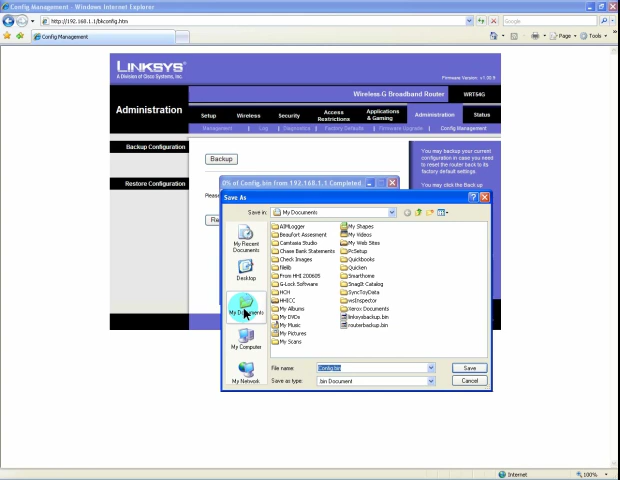 Config Management - Windows Internet Explorer
http://192.168.1.1/bkconfig.htm
Google
Config Management
Page
Tools
LINKSYS®
A Division of Cisco Systems, Inc.
Firmware Version: v1.00.9
Wireless-G Broadband Router WRT54G
Administration
Setup Wireless Security Access Restrictions Applications & Gaming Administration Status
Management | Log | Diagnostics | Factory Defaults | Firmware Upgrade | Config Management
Backup Configuration
Backup
You may backup your current
configuration in case you need
to reset the router back to its
factory default settings.
You may click the Back up
Restore Configuration
0% of Config.bin from 192.168.1.1 Completed
Save As
Save in: My Documents
My Recent Documents
Desktop
My Documents
My Computer
My Network
AIMLogger
Beaufort Assesment
Camtasia Studio
Chase Bank Statements
Check Images
filelib
From HHI 200605
G-Lock Software
HCH
HHICC
My Albums
My DVDs
My Music
My Pictures
My Scans
My Shapes
My Videos
My Web Sites
PcSetup
Quickbooks
Quicken
Smarthome
SnagIt Catalog
SyncToyData
vvsInspector
Xerox Documents
linksysbackup.bin
routerbackup.bin
File name: Config.bin Save
Save as type: .bin Document Cancel
Internet 100%